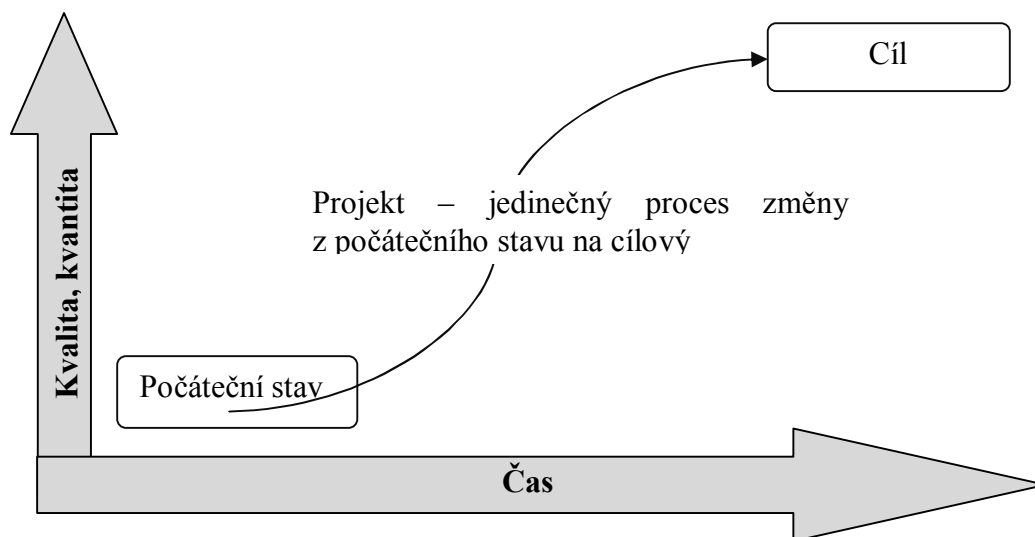 Cíl
Projekt – jedinečný proces změny
z počátečního stavu na cílový
Kvalita, kvantita
Počáteční stav
Čas